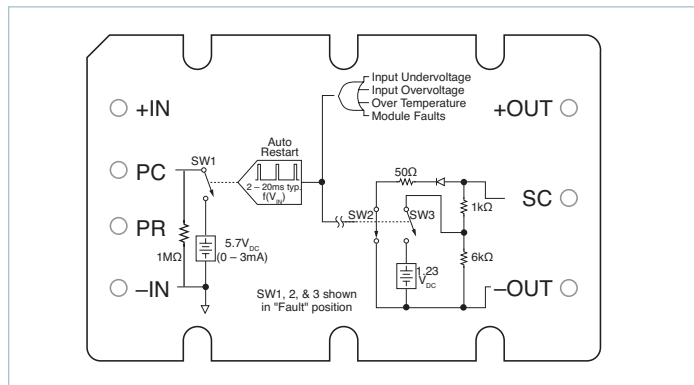 Input Undervoltage
Input Overvoltage
Over Temperature
Module Faults
+IN
+OUT
SW1
Auto
Restart
2 – 20ms typ.
f(VIN)
PC
50Ω
SC
1kΩ
SW2
SW3
PR
1MΩ
5.7VDC
(0 – 3mA)
6kΩ
1.23
VDC
–IN
–OUT
SW1, 2, & 3 shown
in "Fault" position